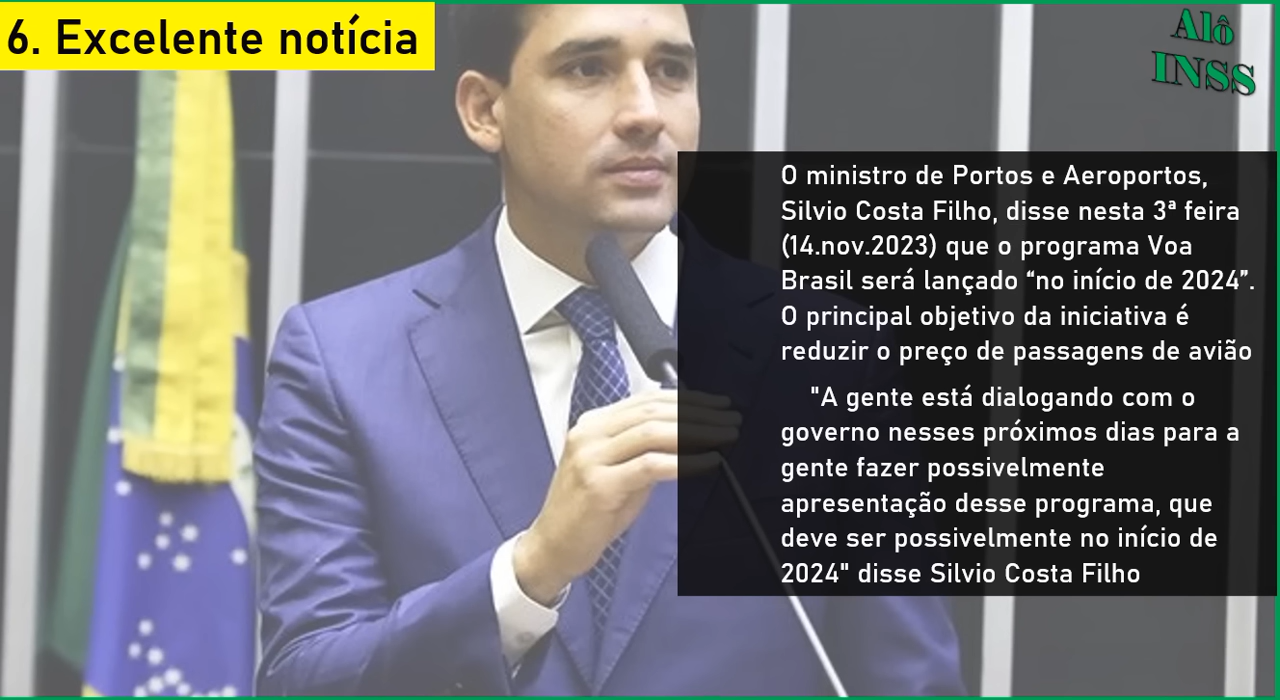 6. Excelente notícia
Alô
INSS
O ministro de Portos e Aeroportos,
Silvio Costa Filho, disse nesta 3ª feira
(14.nov.2023) que o programa Voa
Brasil será lançado “no início de 2024”.
O principal objetivo da iniciativa é
reduzir o preço de passagens de avião
"A gente está dialogando com o
governo nesses próximos dias para a
gente fazer possivelmente
apresentação desse programa, que
deve ser possivelmente no início de
2024" disse Silvio Costa Filho